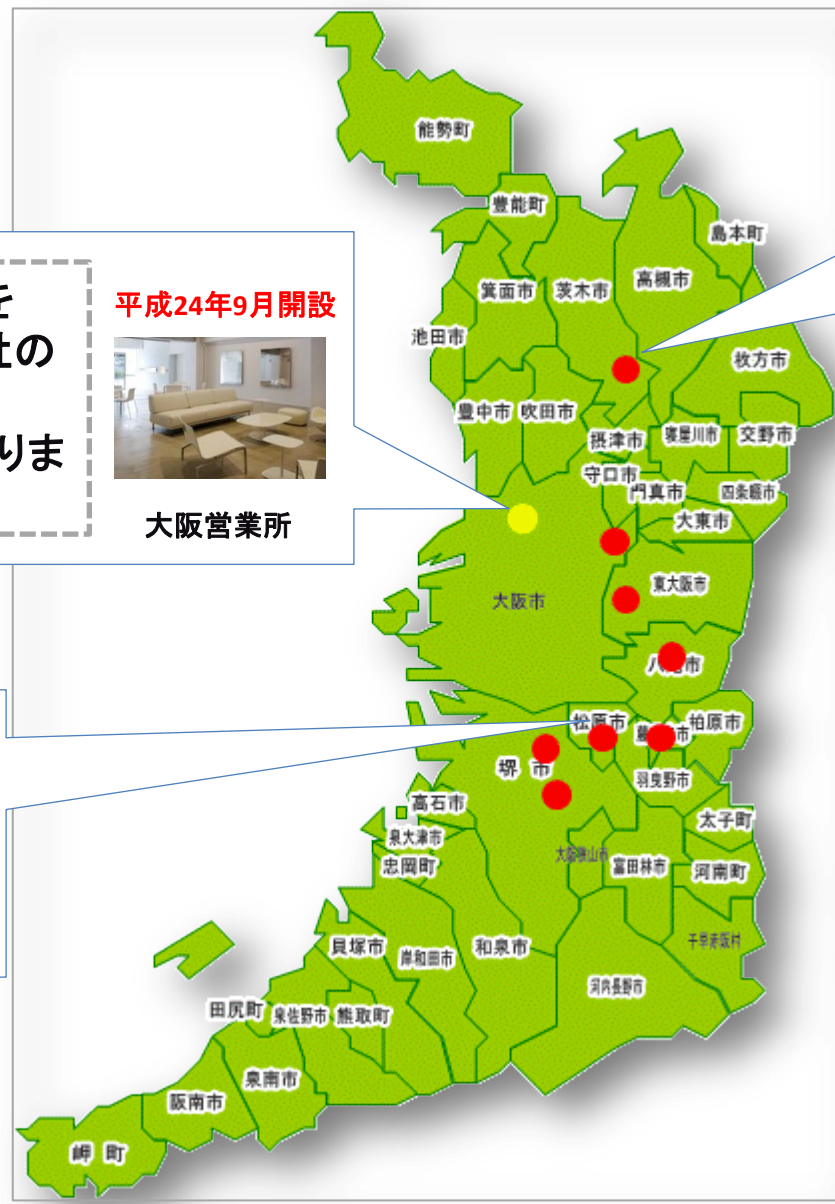 能勢町
豊能町
島本町
高槻市
箕面市
茨木市
池田市
枚方市
豊中市
吹田市
摂津市
寝屋川市
交野市
守口市
門真市
四条畷市
大東市
大阪市
東大阪市
市
松原市
市
柏原市
堺 市
羽曳野市
高石市
太子町
泉大津市
忠岡町
大阪狭山市
富田林市
河南町
千早赤阪村
貝塚市
岸和田市
和泉市
河内長野市
田尻町
泉佐野市
熊取町
泉南市
阪南市
岬 町
を
社の
りま
平成24年9月開設
大阪営業所